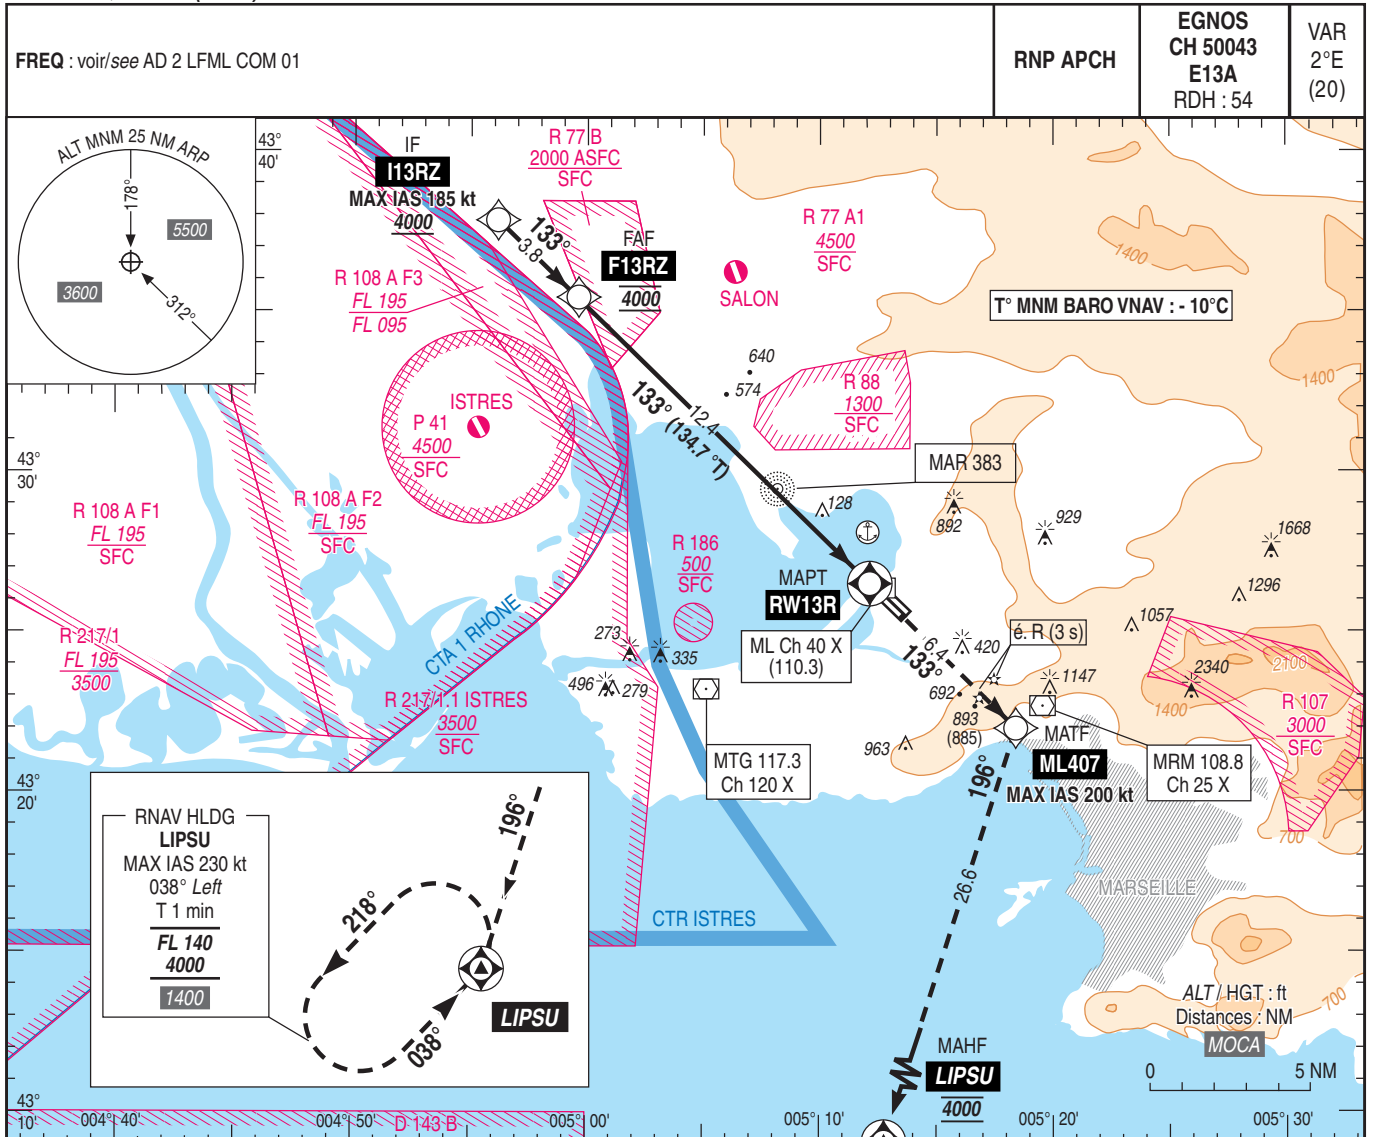 FREQ : voir/see AD 2 LFML COM 01
RNP APCH
EGNOS
CH 50043
E13A
RDH : 54
VAR
2°E
(20)
ALT MNM 25 NM ARP
178°
5500
3600
312°
43°
40'
IF
I13RZ
MAX IAS 185 kt
4000
133°
3.8
R 77 B
2000 ASFC
SFC
FAF
F13RZ
4000
R 77 A1
4500
SFC
SALON
1400
T° MNM BARO VNAV : - 10°C
R 108 A F3
FL 195
FL 095
ISTRES
P 41
4500
SFC
640
574
133°
12.4
(134.7 °T)
R 88
1300
SFC
1400
43°
30'
MAR 383
128
892
929
1668
1296
1057
R 108 A F1
FL 195
SFC
R 108 A F2
FL 195
SFC
R 186
500
SFC
MAPT
RW13R
ML Ch 40 X
(110.3)
CTA 1 RHONE
R 217/1
FL 195
3500
R 217/1.1 ISTRES
3500
SFC
273
335
496
279
6.4
133°
420
é. R (3 s)
692
893
(885)
1147
963
2340
2100
1400
R 107
3000
SFC
MTG 117.3
Ch 120 X
MATF
ML407
MAX IAS 200 kt
MRM 108.8
Ch 25 X
43°
20'
700
MARSEILLE
196°
26.6
RNAV HLDG
LIPSU
MAX IAS 230 kt
038° Left
T 1 min
FL 140
4000
1400
196°
218°
038°
LIPSU
CTR ISTRES
ALT / HGT : ft
Distances : NM
MOCA
700
0 5 NM
MAHF
LIPSU
4000
43°
10'
004° 40'
004° 50'
D 143 B
005° 00'
005° 10'
005° 20'
005° 30'